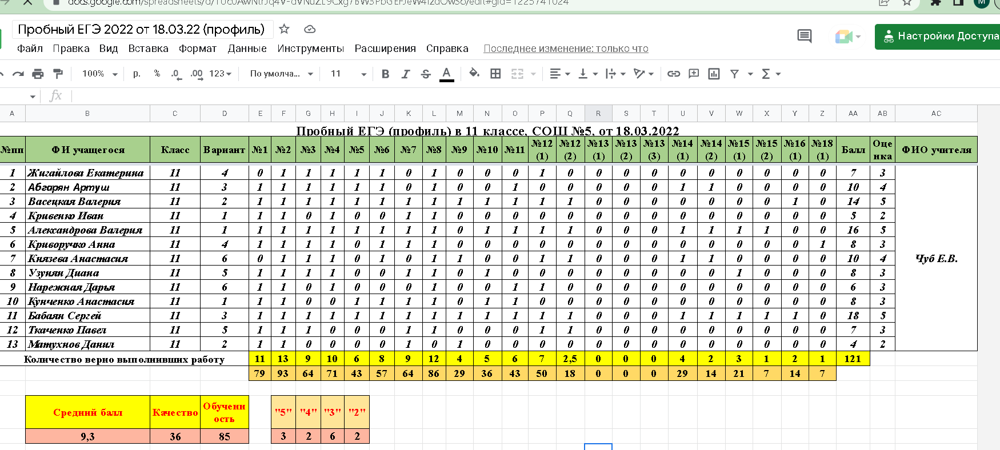 Пробный ЕГЭ 2022 от 18.03.22 (профиль)
Файл Правка Вид Вставка Формат Данные Инструменты Расширения Справка Последнее изменение: только что
Настройки Доступа
100% р. % .0 .00 123 По умолча... 11 B I S A
fx
A B C D E F G H I J K L M N O P Q R S T U V W X Y Z AA AB AC
Пробный ЕГЭ (профиль) в 11 классе, СОШ №5, от 18.03.2022
№пп ФИ учащегося Класс Вариант №1 №2 №3 №4 №5 №6 №7 №8 №9 №10 №11 №12 (1) №12 (2) №13 (1) №13 (2) №13 (3) №14 (1) №14 (2) №15 (1) №15 (2) №16 (1) №18 (1) Балл Оце нка ФИО учителя
1 Жигайлова Екатерина 11 4 0 1 1 1 1 1 0 1 0 0 0 1 0 0 0 0 0 0 0 0 0 0 7 3
2 Абгарян Артуш 11 3 1 1 1 1 1 1 0 1 0 0 1 0 0 0 0 0 1 1 0 0 0 0 10 4
3 Васецкая Валерия 11 2 1 1 1 1 1 1 1 1 1 1 1 1 1 0 0 0 0 0 0 0 1 0 14 5
4 Кривенко Иван 11 1 1 1 0 1 0 0 1 1 0 0 0 0 0 0 0 0 0 0 0 0 0 0 5 2
5 Александрова Валерия 11 1 1 1 1 1 1 1 1 1 0 1 1 1 1 0 0 0 1 1 1 1 0 0 16 5
6 Криворучко Анна 11 4 1 1 1 1 0 1 1 1 0 0 0 0 0 0 0 0 0 0 0 0 0 1 8 3
7 Князева Анастасия 11 6 0 1 1 1 0 1 0 1 1 0 0 1 1 0 0 0 1 1 0 0 0 0 10 4
Чуб Е.В.
8 Узунян Диана 11 5 1 1 1 1 0 0 1 1 0 1 0 0 0 0 0 0 0 0 1 0 0 0 8 3
9 Нарежная Дарья 11 6 1 1 0 1 0 0 0 1 0 0 1 1 0 0 0 0 0 0 0 0 0 0 6 3
10 Кунченко Анастасия 11 1 1 1 0 0 1 1 1 1 0 1 1 0 0 0 0 0 0 0 0 0 0 0 8 3
11 Бабаян Сергей 11 3 1 1 1 1 1 1 1 1 1 1 1 1 1 0 0 0 1 1 1 1 1 0 18 5
12 Ткаченко Павел 11 5 1 1 1 0 0 0 1 1 0 0 0 1 1 0 0 0 0 0 0 0 0 0 7 3
13 Матухнов Данил 11 2 1 1 0 0 0 0 1 0 1 0 0 0 0 0 0 0 0 0 0 0 0 0 4 2
Количество верно выполнивших работу 11 13 9 10 6 8 9 12 4 5 6 7 2,5 0 0 0 4 2 3 1 2 1 121
79 93 64 71 43 57 64 86 29 36 43 50 18 0 0 0 29 14 21 7 14 7
Средний балл Качество Обученн ость "5" "4" "3" "2"
9,3 36 85 3 2 6 2